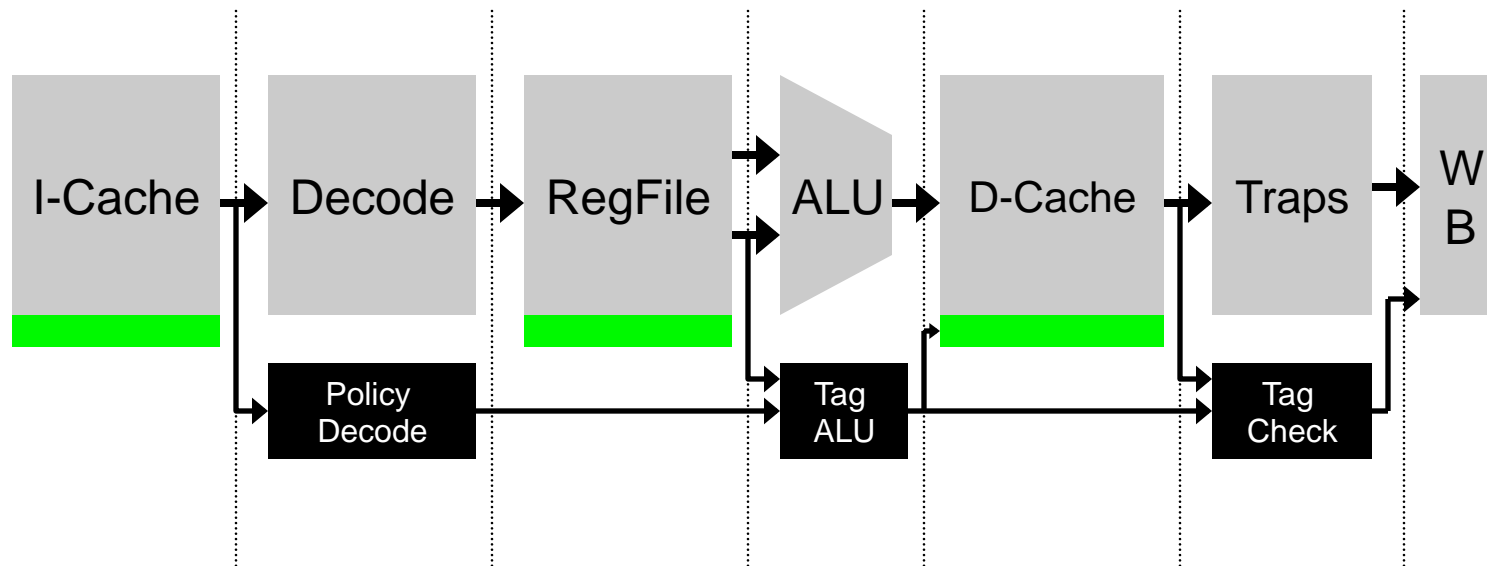 I-Cache
Decode
RegFile
ALU
D-Cache
Traps
W
B
Policy
Decode
Tag
ALU
Tag
Check